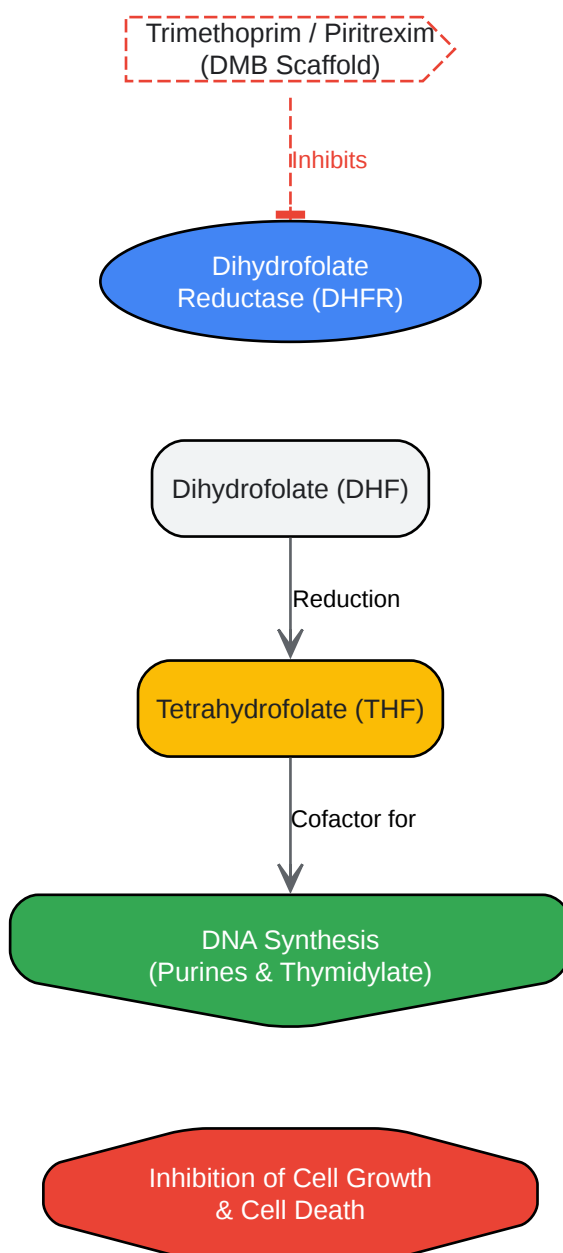 Trimethoprim / Piritrexim
(DMB Scaffold)
Inhibits
Dihydrofolate
Reductase (DHFR)
Dihydrofolate (DHF)
Reduction
Tetrahydrofolate (THF)
Cofactor for
DNA Synthesis
(Purines & Thymidylate)
Inhibition of Cell Growth
& Cell Death